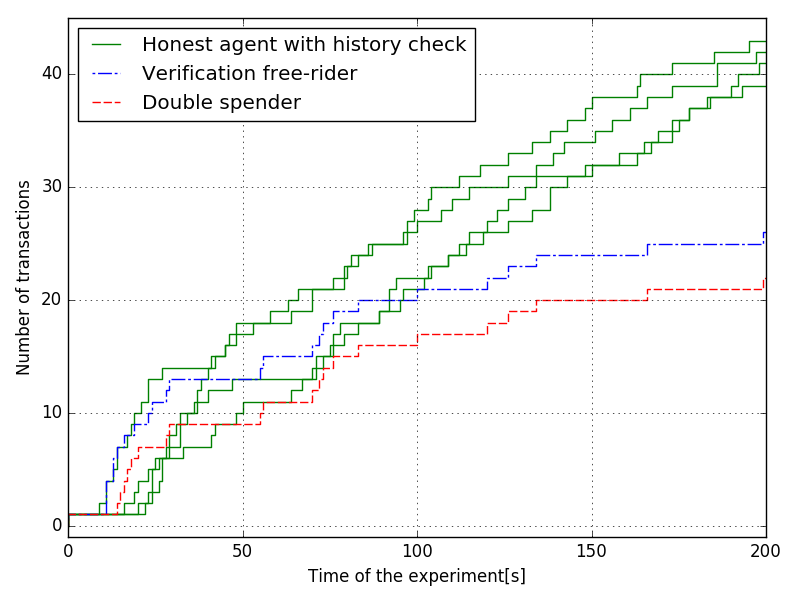 Honest agent with history check
Verification free-rider
Double spender
Number of transactions
40
30
20
10
0
0 50 100 150 200
Time of the experiment[s]